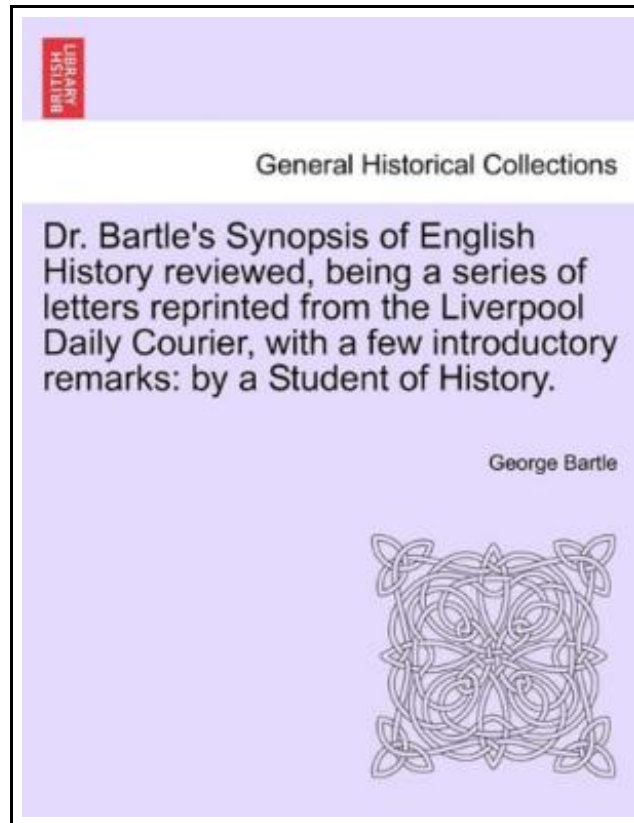 BRITISH
LIBRARY
General Historical Collections
Dr. Bartle's Synopsis of English
History reviewed, being a series of
letters reprinted from the Liverpool
Daily Courier, with a few introductory
remarks: by a Student of History.
George Bartle